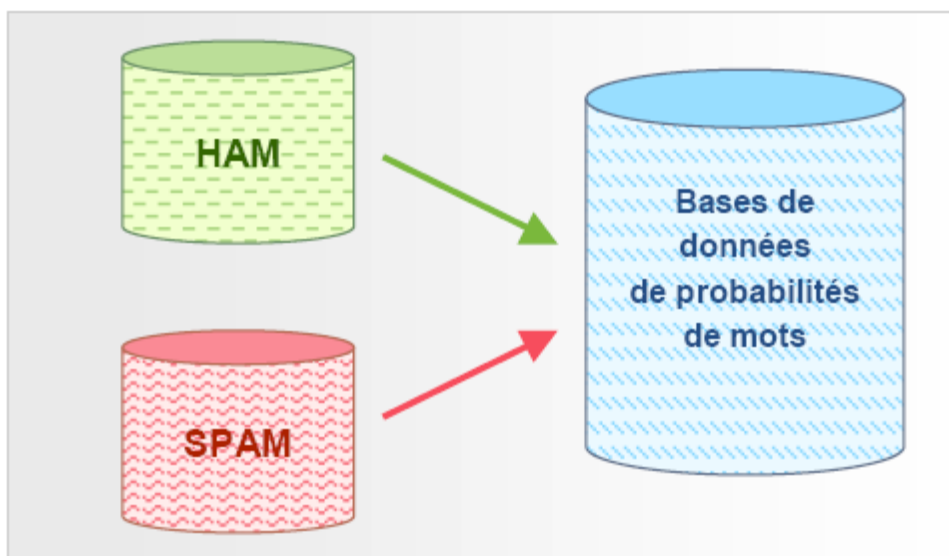 HAM
SPAM
Bases de
données
de probabilités
de mots